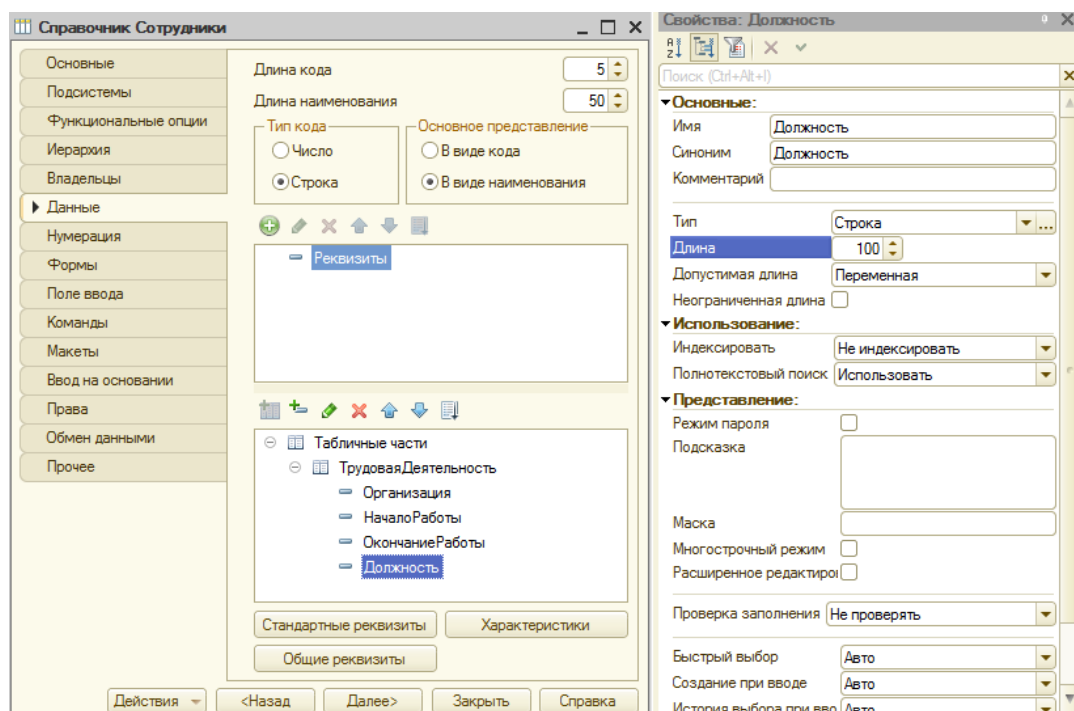 Справочник Сотрудники
Основные
Подсистемы
Функциональные опции
Иерархия
Владельцы
Данные
Нумерация
Формы
Поле ввода
Команды
Макеты
Ввод на основании
Права
Обмен данными
Прочее
Длина кода 5
Длина наименования 50
Тип кода
Число
Строка
Основное представление
В виде кода
В виде наименования
Реквизиты
Табличные части
ТрудоваяДеятельность
Организация
НачалоРаботы
ОкончаниеРаботы
Должность
Стандартные реквизиты Характеристики
Общие реквизиты
Действия <Назад Далее> Закрыть Справка
Свойства: Должность
Поиск (Ctrl+Alt+I)
Основные:
Имя Должность
Синоним Должность
Комментарий
Тип Строка ...
Длина 100
Допустимая длина Переменная
Неограниченная длина
Использование:
Индексировать Не индексировать
Полнотекстовый поиск Использовать
Представление:
Режим пароля
Подсказка
Маска
Многострочный режим
Расширенное редактиро
Проверка заполнения Не проверять
Быстрый выбор Авто
Создание при вводе Авто
История выбора при вво Авто